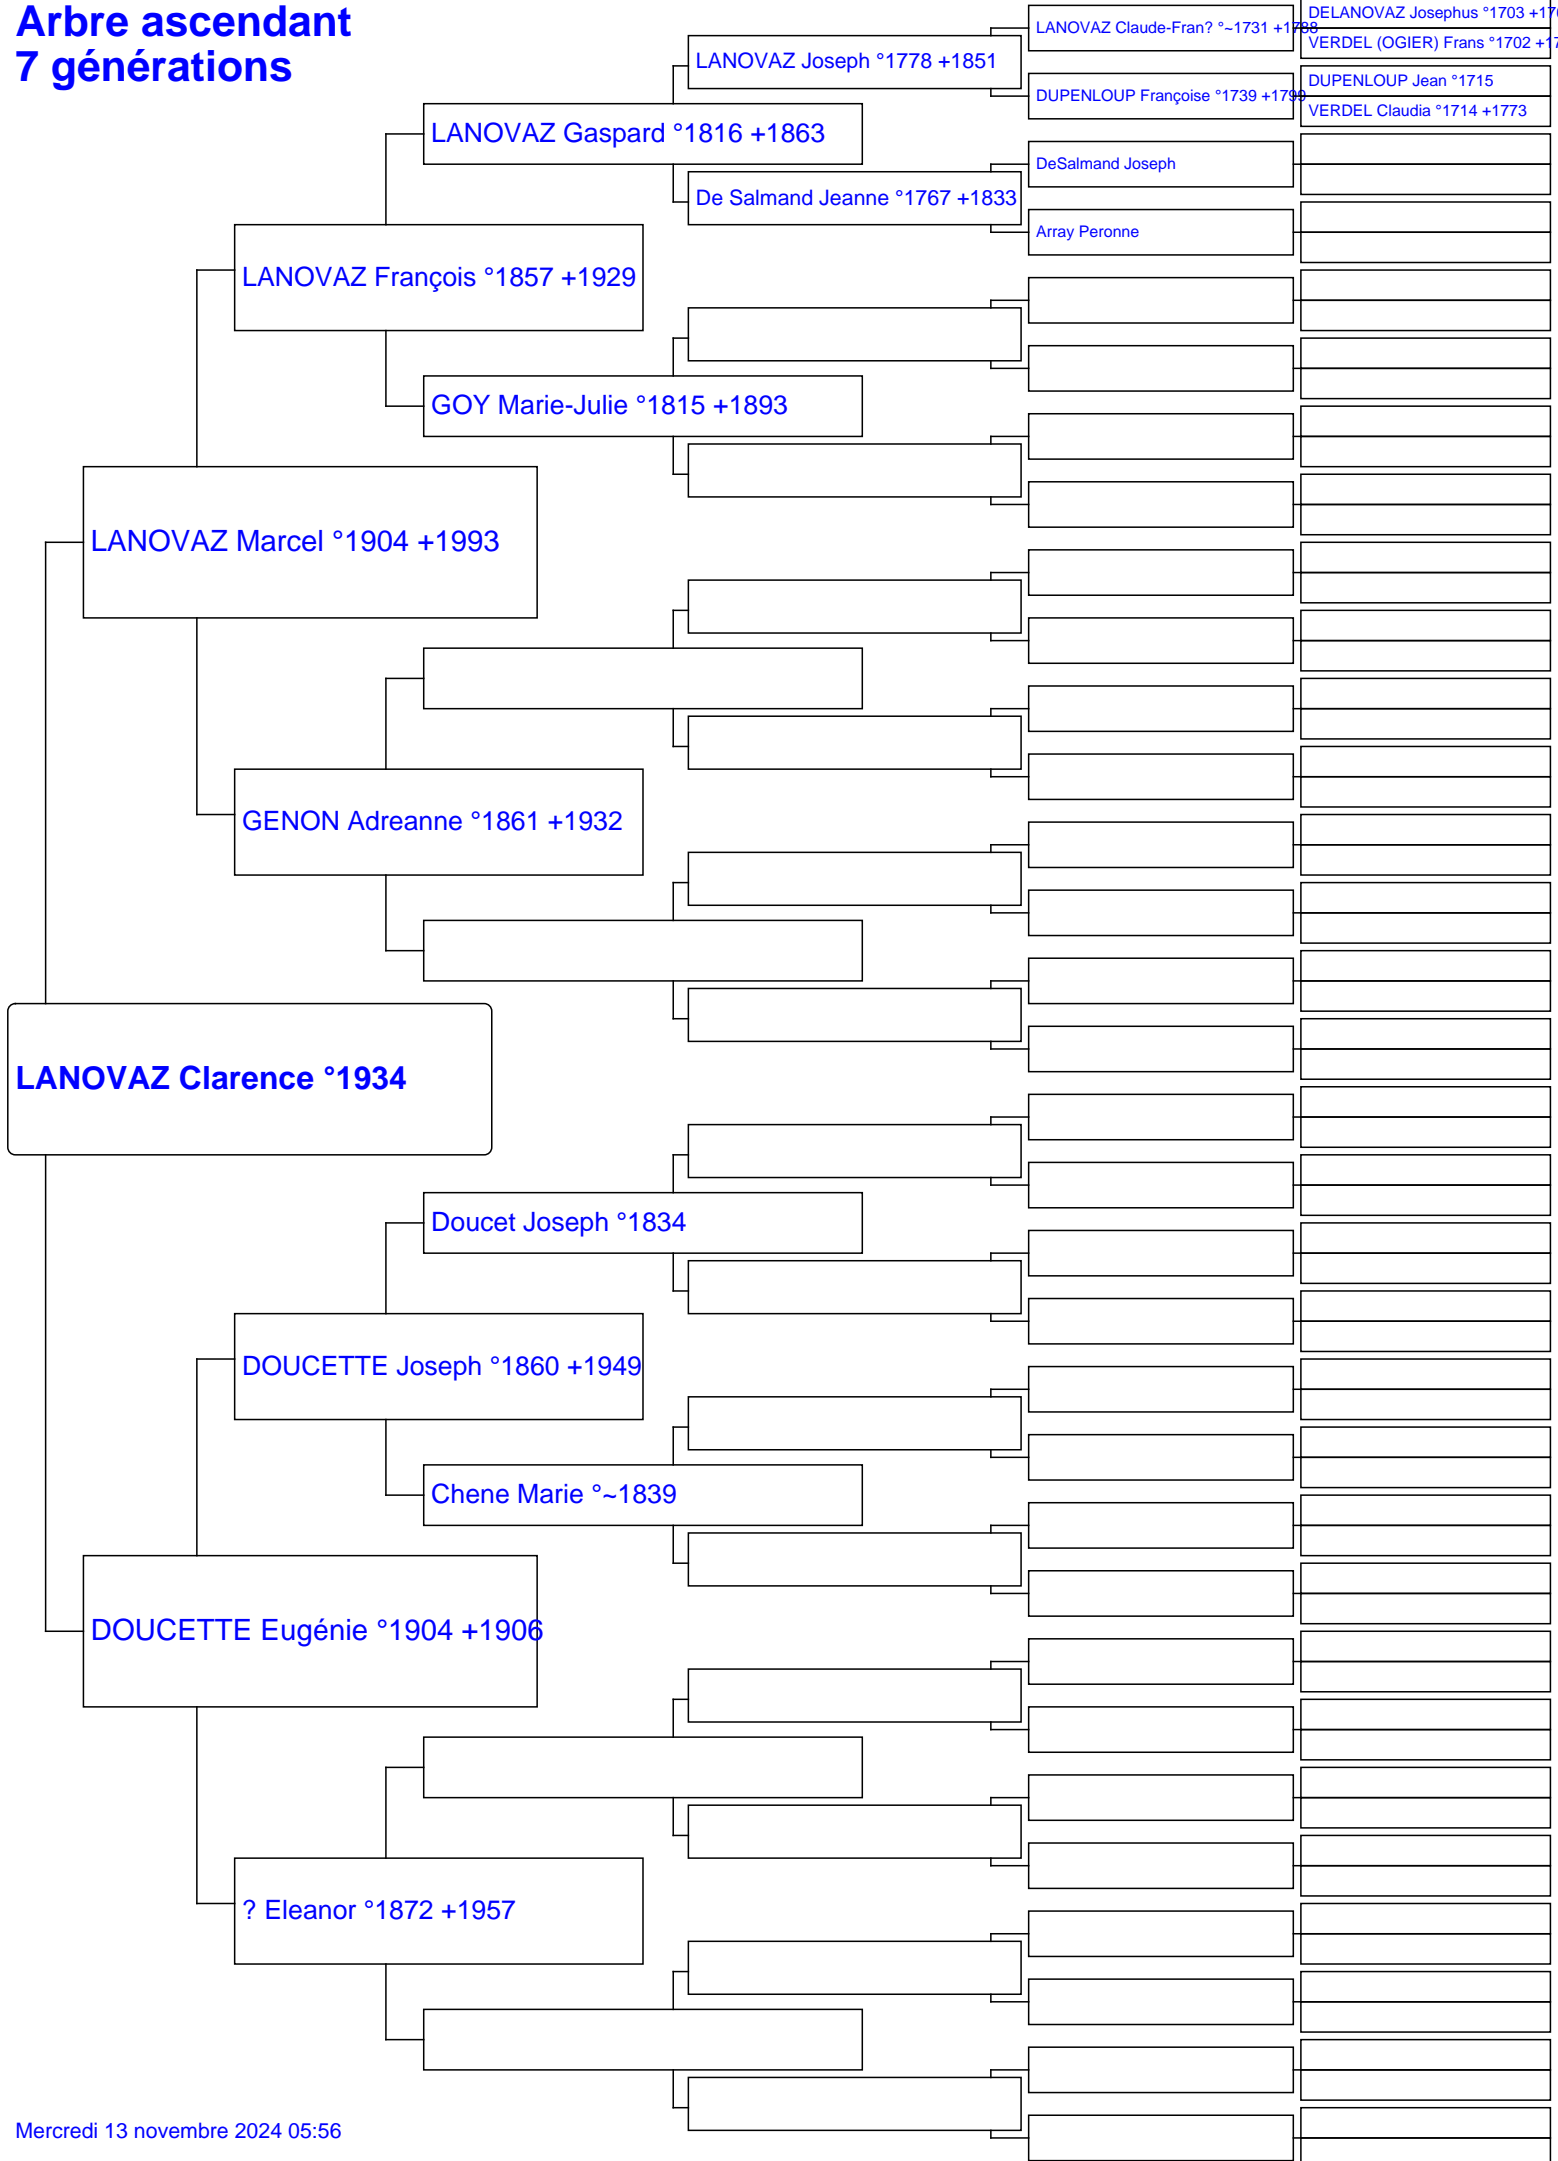 Arbre ascendant
7 générations
LANOVAZ Claude-Fran? °~1731 +1788
DELANOVAZ Josephus °1703
VERDEL (OGIER) Frans °1702
LANOVAZ Joseph °1778 +1851
DUPENLOUP Françoise °1739 +1799
DUPENLOUP Jean °1715
VERDEL Claudia °1714 +1773
LANOVAZ Gaspard °1816 +1863
DeSalmand Joseph
De Salmand Jeanne °1767 +1833
Array Peronne
LANOVAZ François °1857 +1929
GOY Marie-Julie °1815 +1893
LANOVAZ Marcel °1904 +1993
GENON Adreanne °1861 +1932
LANOVAZ Clarence °1934
Doucet Joseph °1834
DOUCETTE Joseph °1860 +1949
Chene Marie °~1839
DOUCETTE Eugénie °1904 +1906
? Eleanor °1872 +1957
Mercredi 13 novembre 2024 05:56